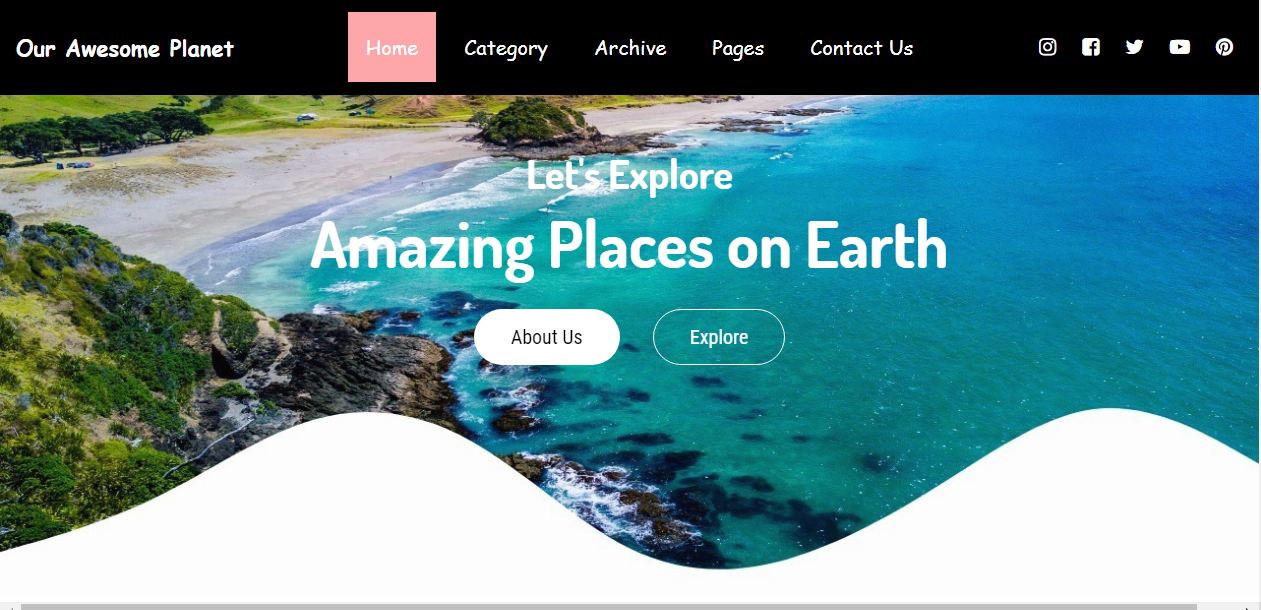 Our Awesome Planet
Home Category Archive Pages Contact Us
Let's Explore
Amazing Places on Earth
About Us Explore